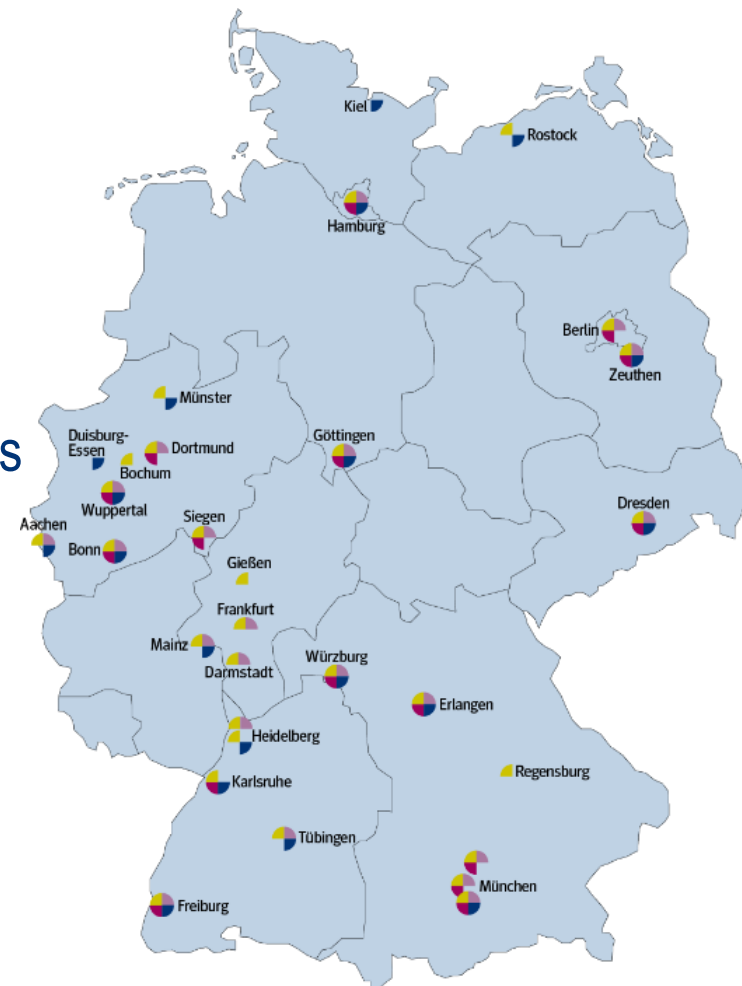 Kiel
Rostock
Hamburg
Berlin
Zeuthen
Münster
Duisburg-
Essen
Dortmund
Bochum
Göttingen
s
Wuppertal
Dresden
Aachen
Siegen
Bonn
Gießen
Frankfurt
Mainz
Würzburg
Darmstadt
Erlangen
Heidelberg
Regensburg
Karlsruhe
Tübingen
München
Freiburg